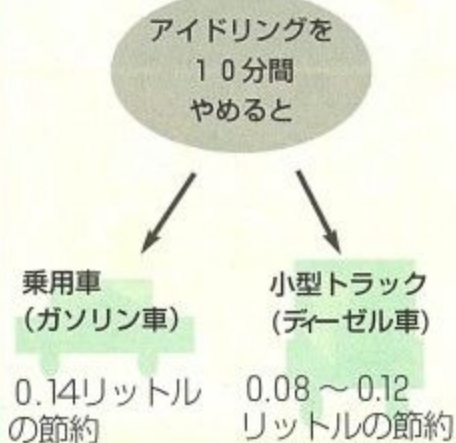 アイドリングを
１０分間
やめると
乗用車
（ガソリン車）
0.14リットル
の節約
小型トラック
(ディーゼル車)
0.08 〜 0.12
リットルの節約